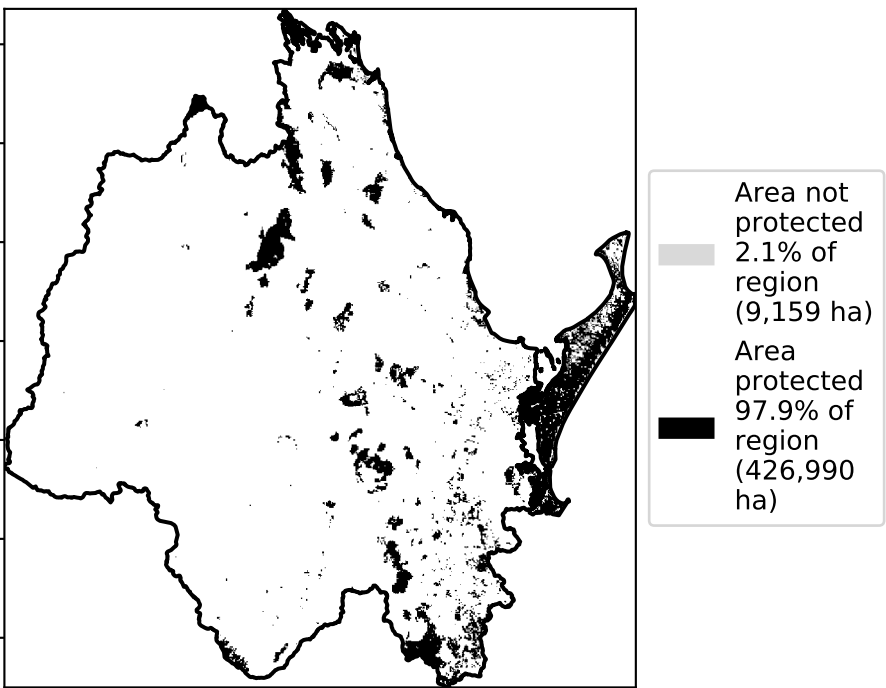 Area not
protected
2.1% of
region
(9,159 ha)
Area
protected
97.9% of
region
(426,990
ha)